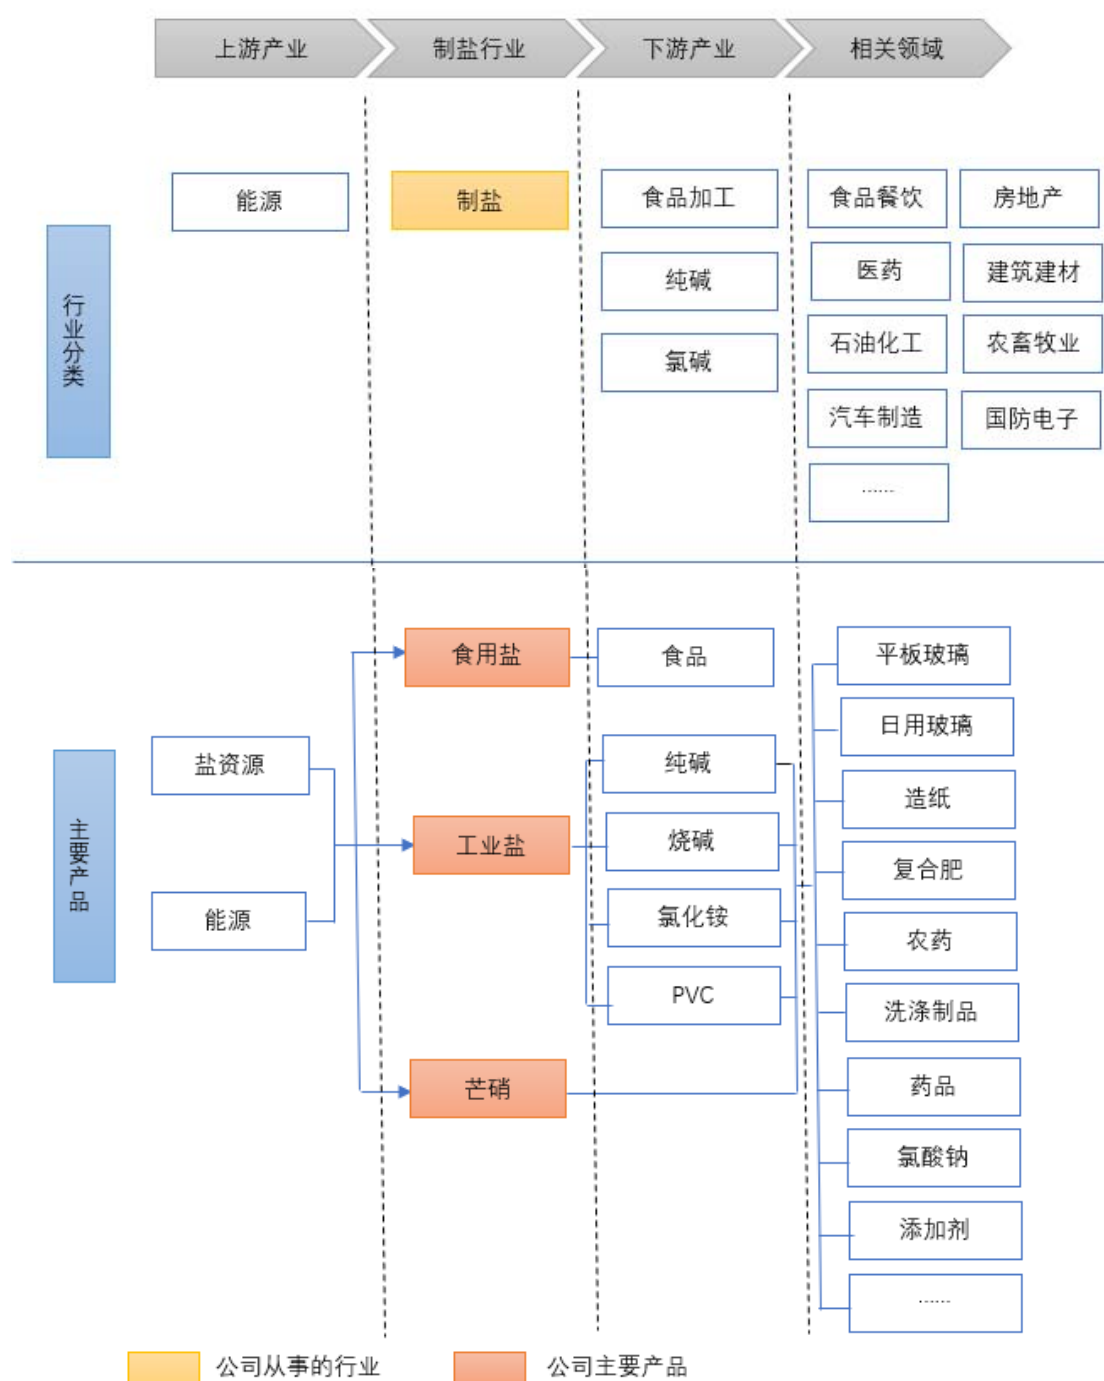 上游产业
制盐行业
下游产业
相关领域
行业分类
能源
制盐
食品加工
纯碱
氯碱
食品餐饮
房地产
医药
建筑建材
石油化工
农畜牧业
汽车制造
国防电子
……
主要产品
盐资源
能源
食用盐
工业盐
芒硝
食品
纯碱
烧碱
氯化铵
PVC
平板玻璃
日用玻璃
造纸
复合肥
农药
洗涤制品
药品
氯酸钠
添加剂
……
公司从事的行业
公司主要产品